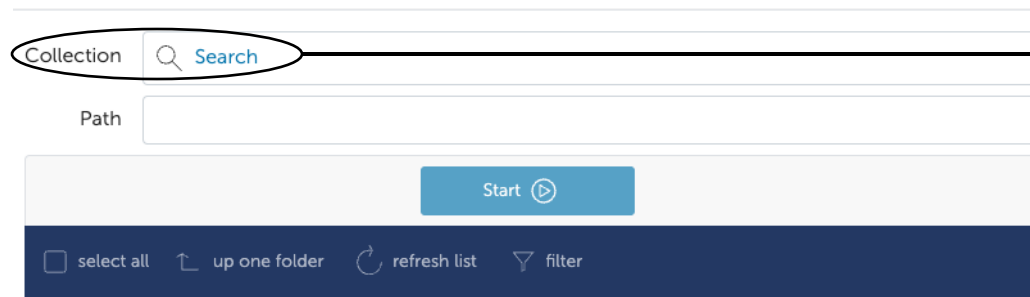 Collection Search
Path
Start
select all up one folder refresh list filter